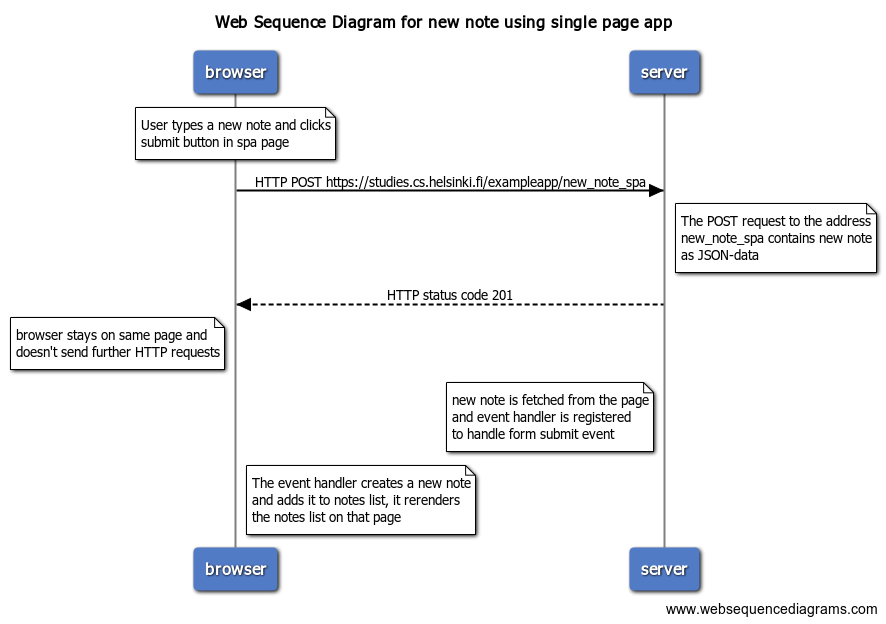 Web Sequence Diagram for new note using single page app
browser
server
User types a new note and clicks
submit button in spa page
HTTP POST https://studies.cs.helsinki.fi/exampleapp/new_note_spa
The POST request to the address
new_note_spa contains new note
as JSON-data
HTTP status code 201
browser stays on same page and
doesn't send further HTTP requests
new note is fetched from the page
and event handler is registered
to handle form submit event
The event handler creates a new note
and adds it to notes list, it rerenders
the notes list on that page
browser
server
www.websequencediagrams.com